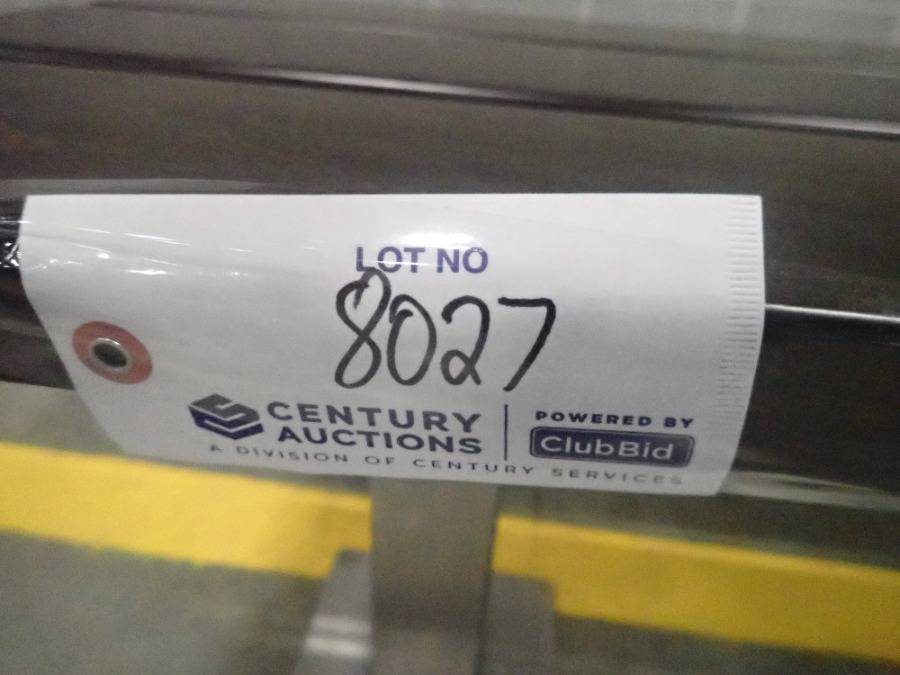 LOT NO
8027
CENTURY
AUCTIONS
A DIVISION OF CENTURY SERVICES
POWERED BY
ClubBid